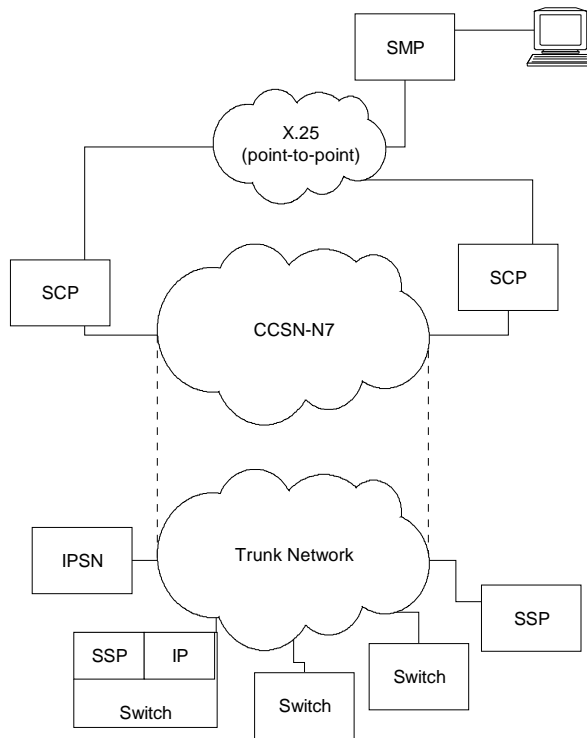 SMP
X.25
(point-to-point)
SCP
SCP
CCSN-N7
IPSN
Trunk Network
SSP
SSP
IP
Switch
Switch
Switch